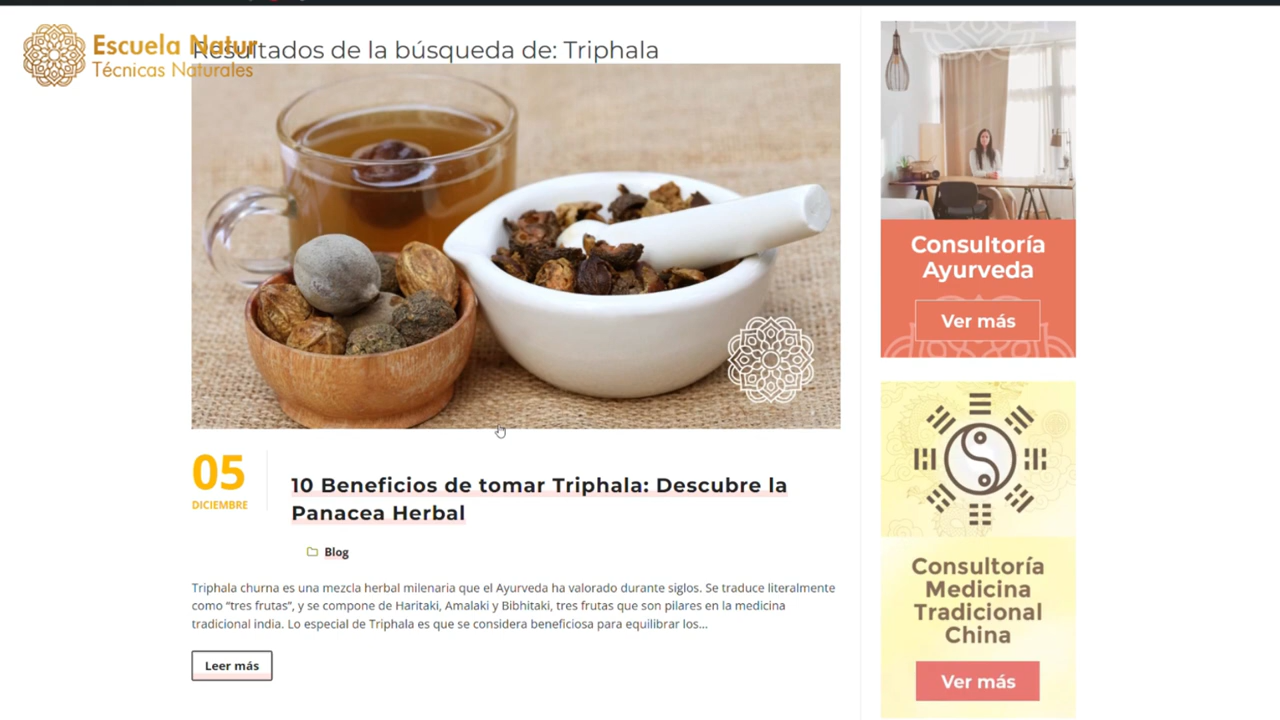 Escuela Natur
Técnicas Naturales
Resultados de la búsqueda de: Triphala
05
DICIEMBRE
10 Beneficios de tomar Triphala: Descubre la
Panacea Herbal
Blog
Triphala churna es una mezcla herbal milenaria que el Ayurveda ha valorado durante siglos. Se traduce literalmente
como “tres frutas”, y se compone de Haritaki, Amalaki y Bibhitaki, tres frutas que son pilares en la medicina
tradicional india. Lo especial de Triphala es que se considera beneficiosa para equilibrar los...
Leer más
Consultoría
Ayurveda
Ver más
Consultoría
Medicina
Tradicional
China
Ver más